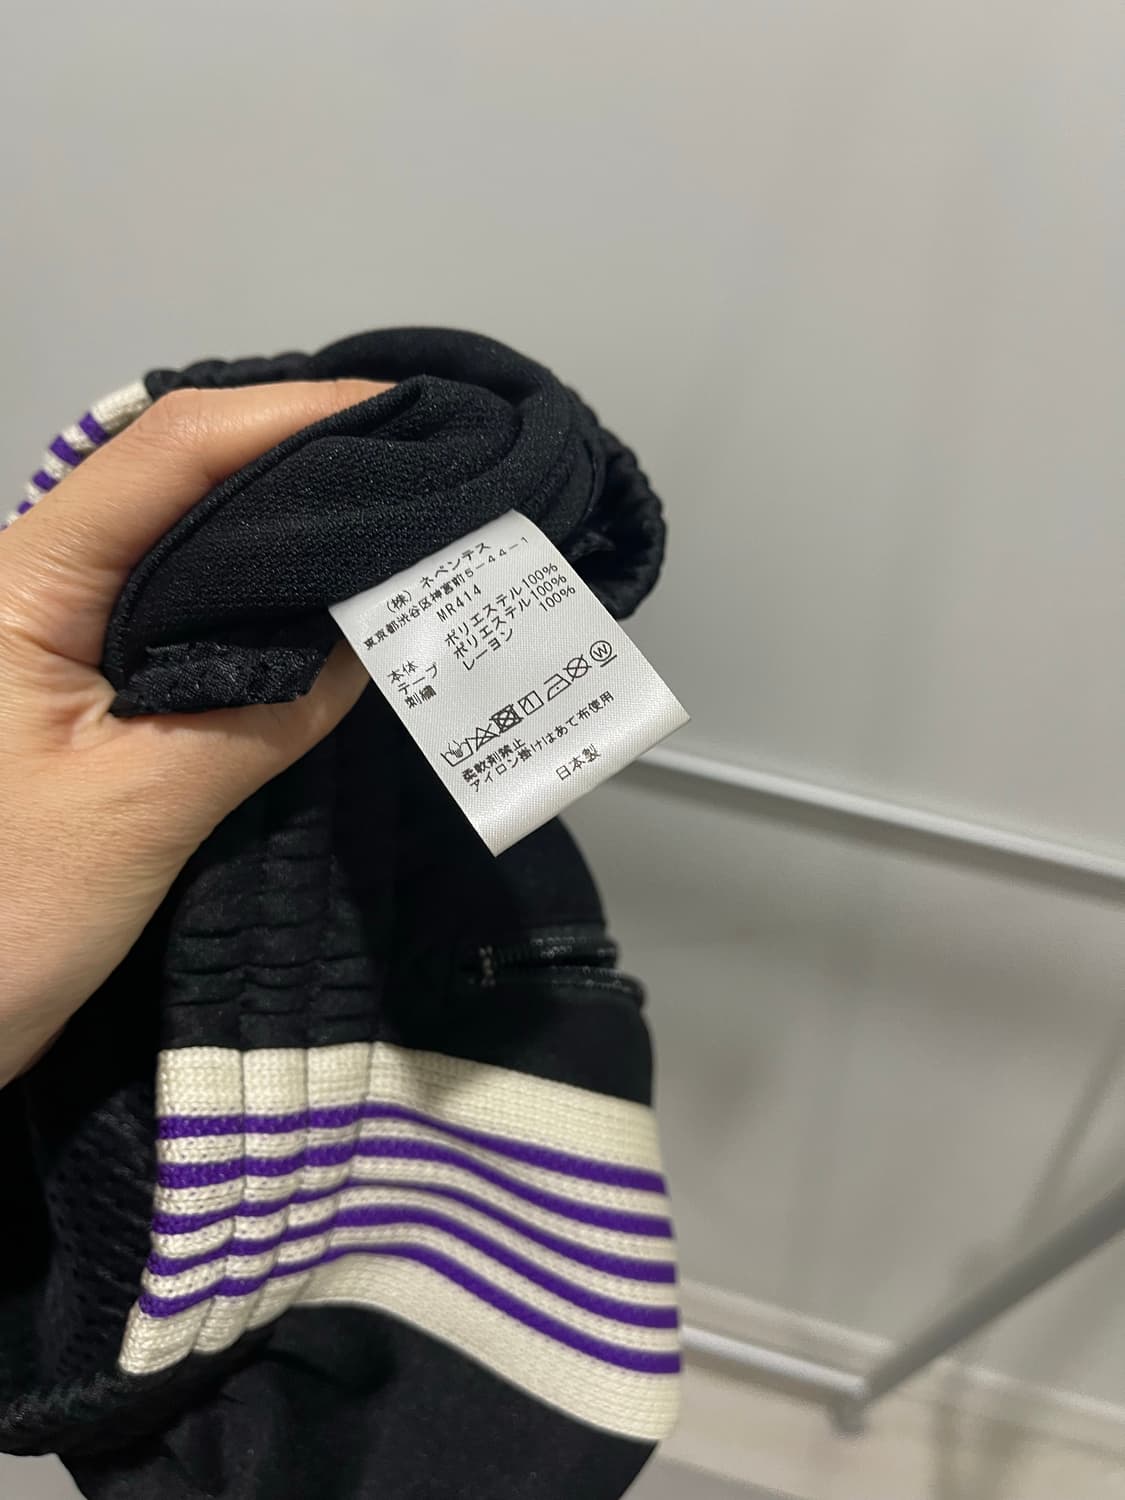 (株) ネペンテス
東京都渋谷区神宮前5-44-1
MR414
本体 ポリエステル100%
テープ ポリエステル100%
刺繍 レーヨン 100%
W
柔軟剤禁止
アイロン掛けはあて布使用
日本製